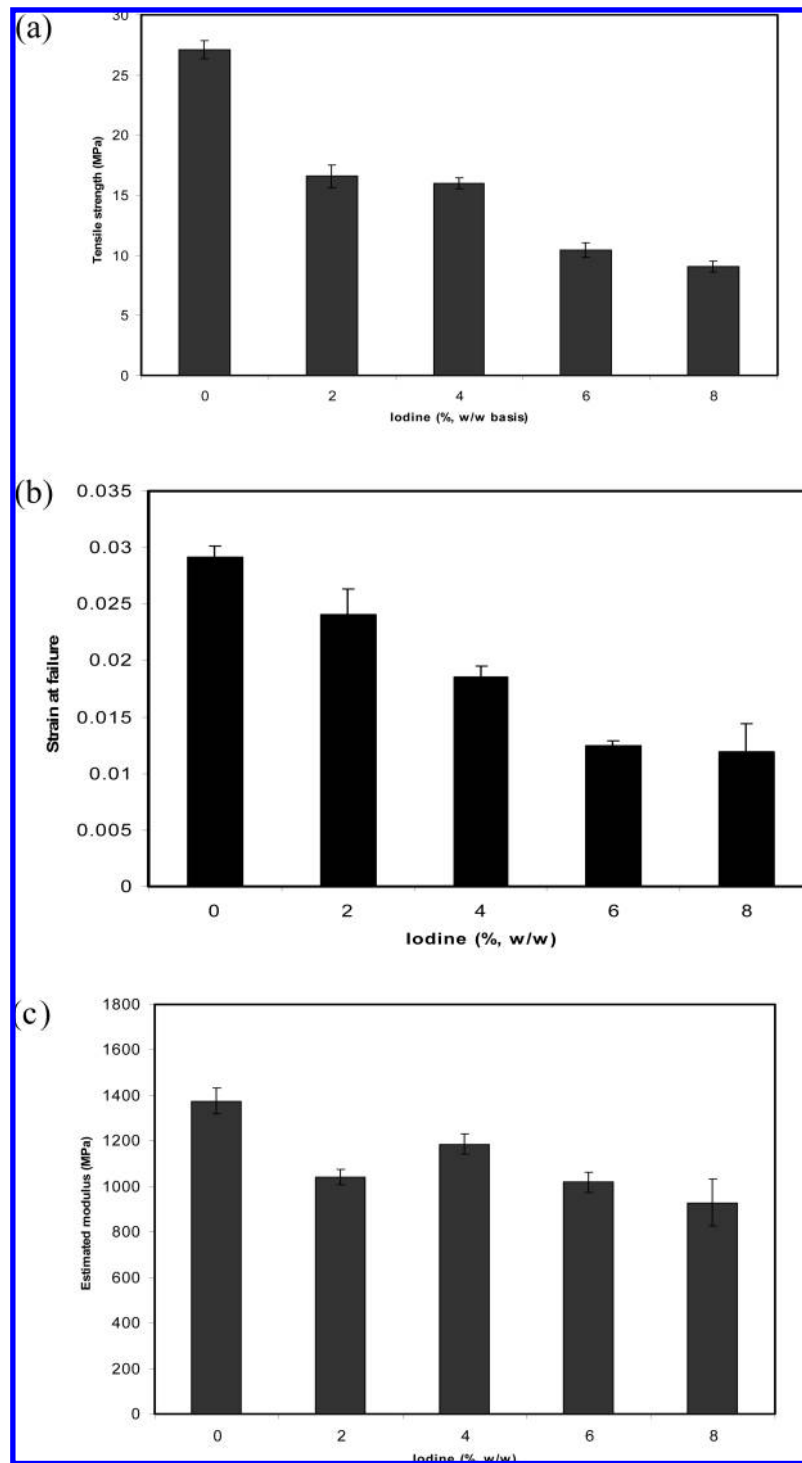 (a)
30
25
20
15
10
5
0
Tensile strength (MPa)
0 2 4 6 8
Iodine (%, w/w basis)
(b)
0.035
0.03
0.025
0.02
0.015
0.01
0.005
0
Strain at failure
0 2 4 6 8
Iodine (%, w/w)
(c)
1800
1600
1400
1200
1000
800
600
400
200
0
Estimated modulus (MPa)
0 2 4 6 8
Iodine (%, w/w)